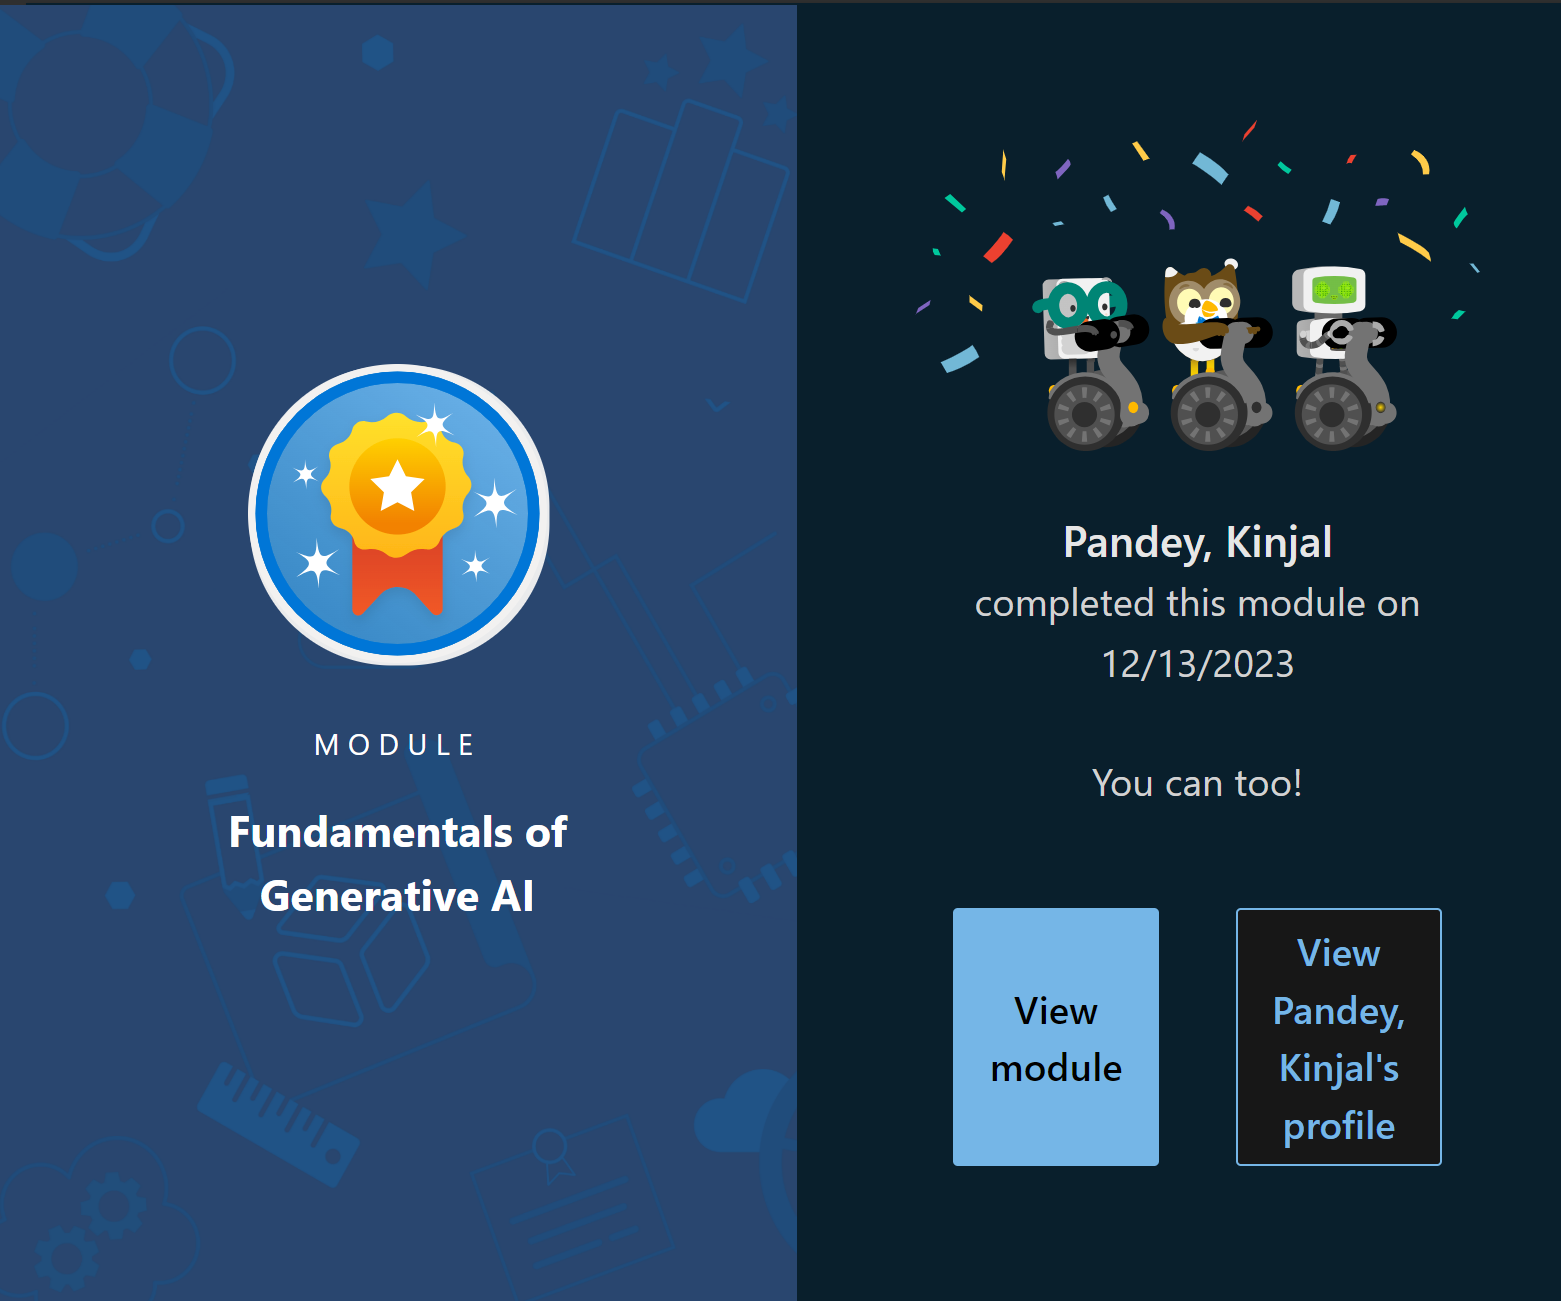 MODULE
Fundamentals of
Generative AI
Pandey, Kinjal
completed this module on
12/13/2023
You can too!
View
module
View
Pandey,
Kinjal's
profile